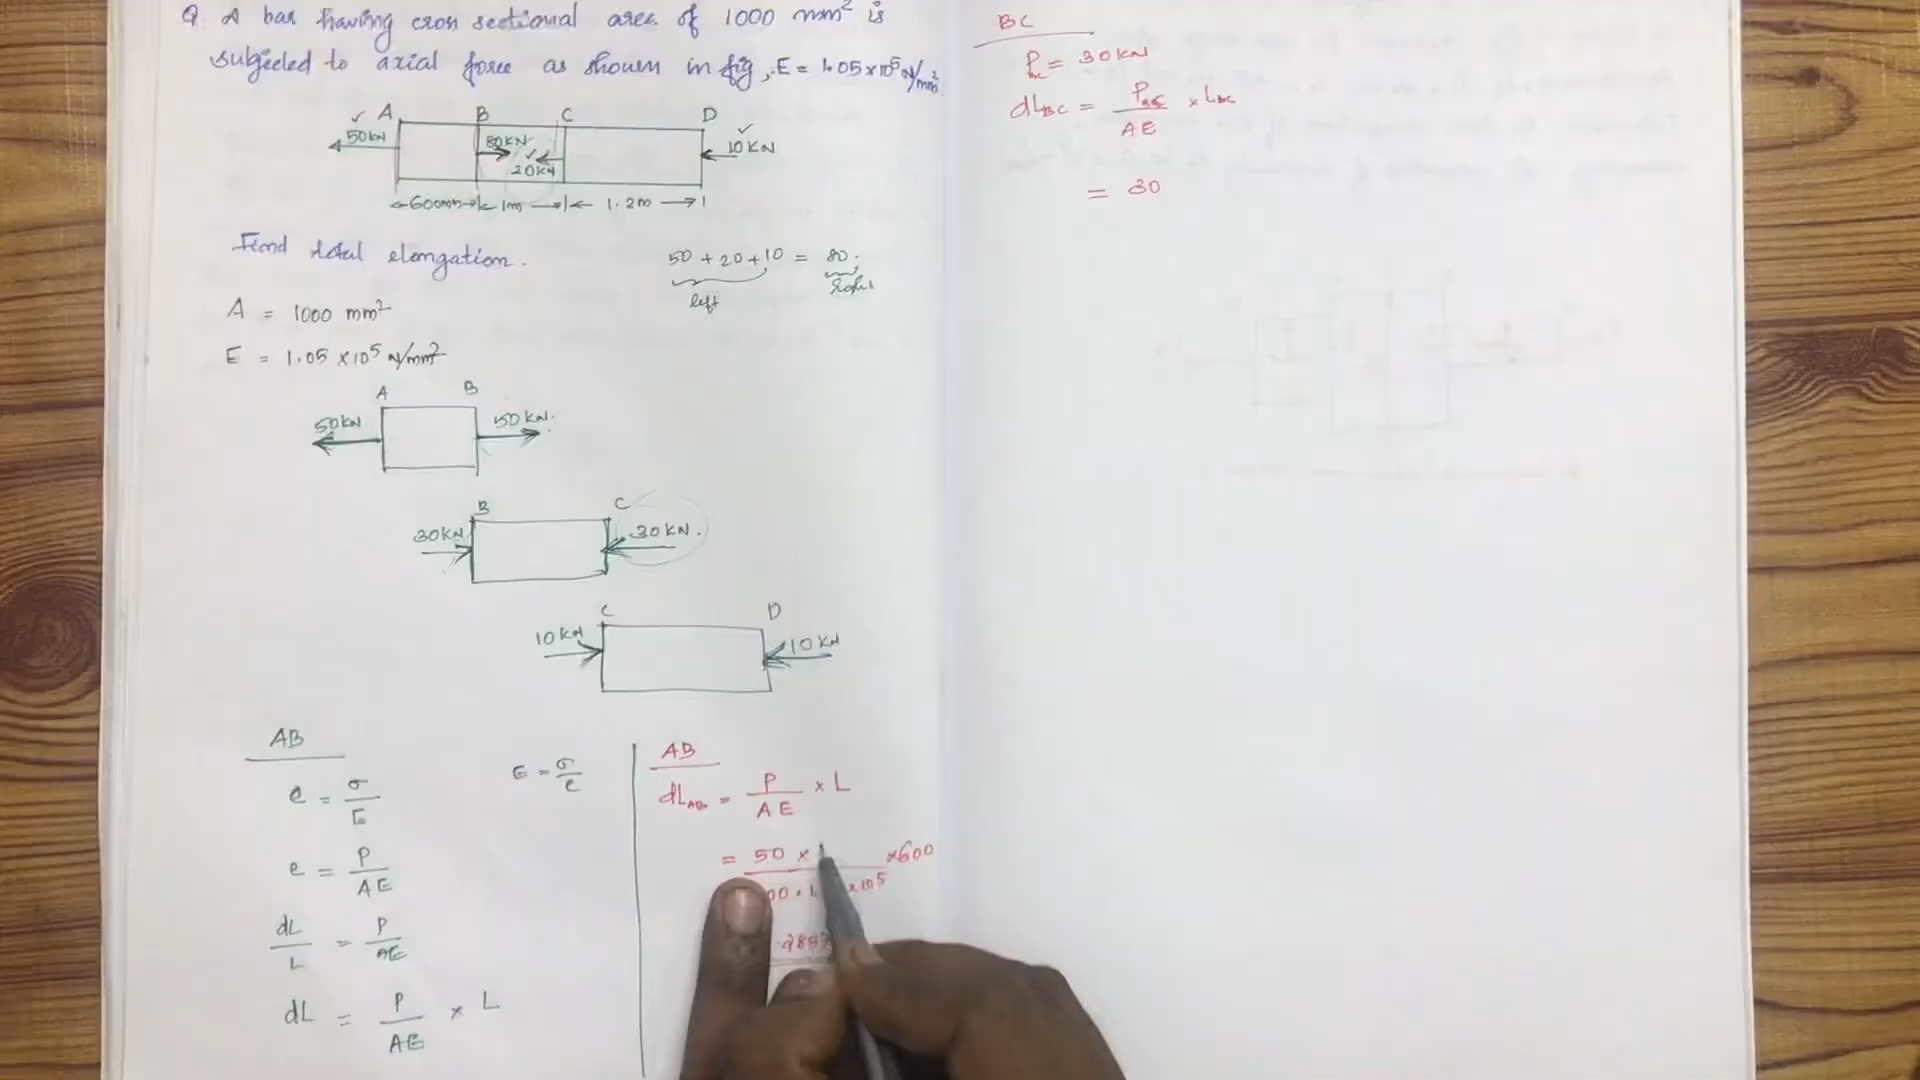 Q. A bar having cross sectional area of 1000 mm² is
subjected to axial force as shown in fig, E = 1.05×10⁵ N/mm².
A B C D
50KN 80KN 20KN 10KN
600mm 1m 1.2m
Find total elongation.
50 + 20 + 10 = 80.
left right
A = 1000 mm²
E = 1.05 ×10⁵ N/mm²
A B
50KN 50KN.
B C
30KN 30KN.
C D
10KN 10KN
AB
e = σ/E
E = σ/e
e = P/AE
dL/L = P/AE
dL = P/AE × L
AB
dL_AB = P/AE × L
= 50 × ×600
×10⁵
BC
P_BC = 30KN
dL_BC = P_BC/AE × L_BC
= 30